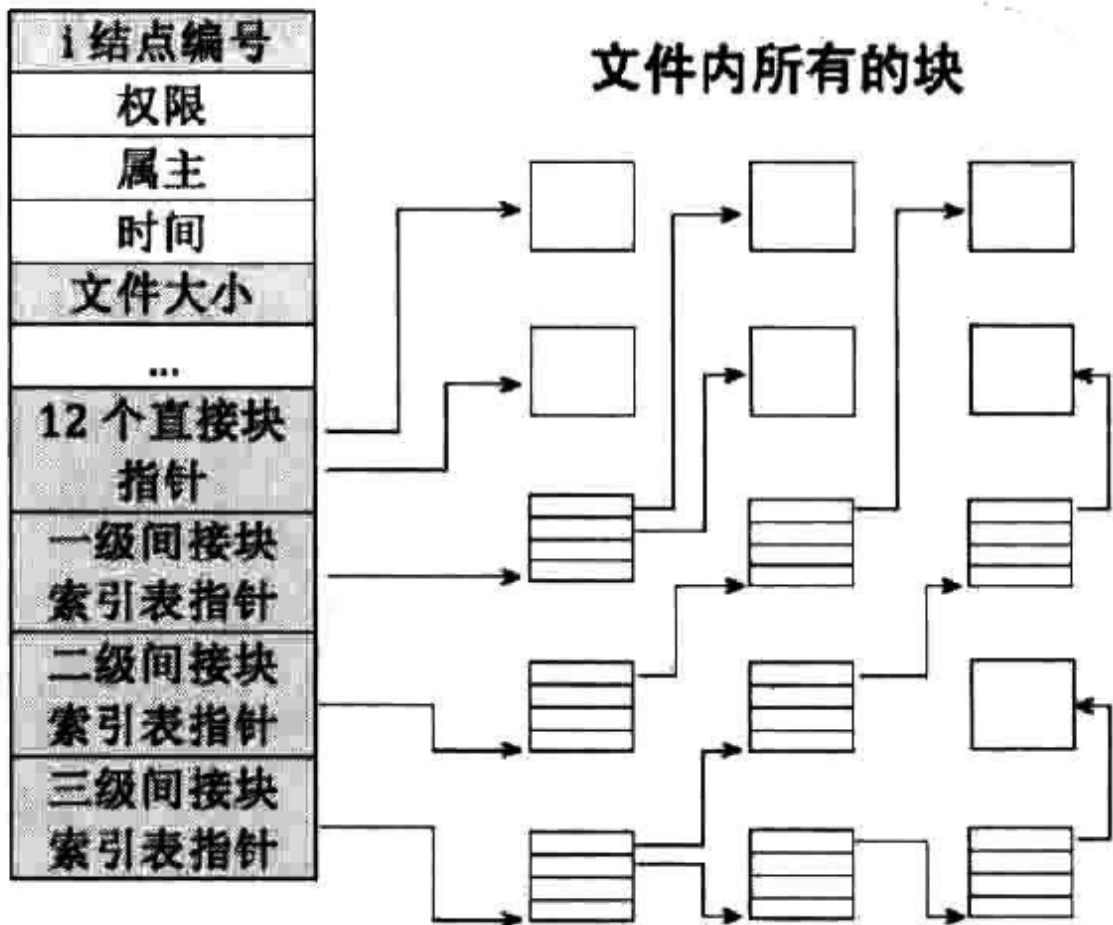 i结点编号
文件内所有的块
权限
属主
时间
文件大小
...
12个直接块
指针
一级间接块
索引表指针
二级间接块
索引表指针
三级间接块
索引表指针